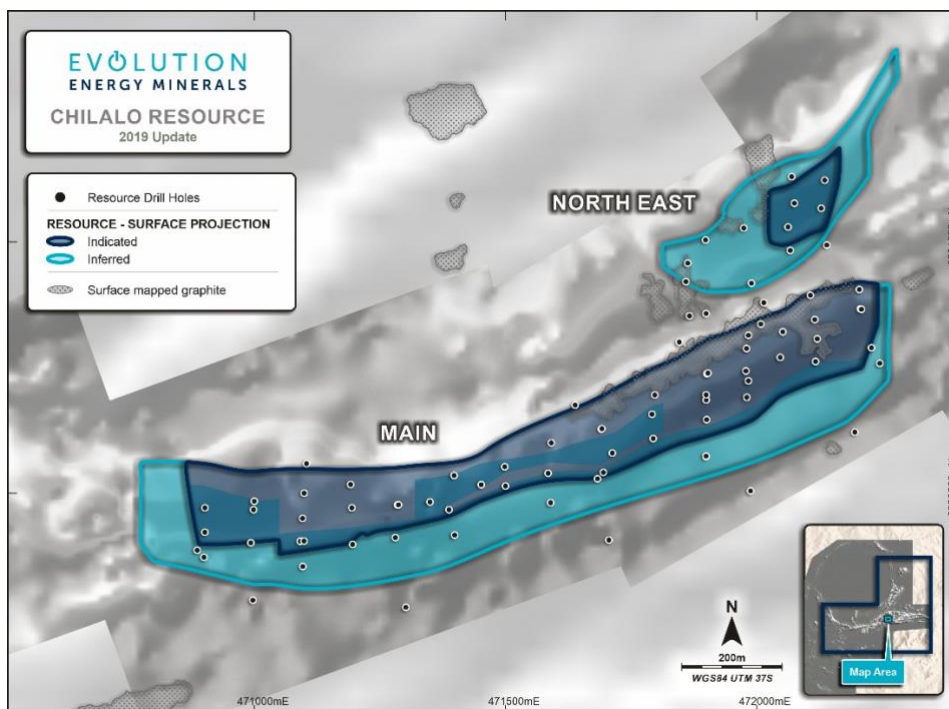 EVOLUTION
ENERGY MINERALS
CHILALO RESOURCE
2019 Update
Resource Drill Holes
RESOURCE - SURFACE PROJECTION
Indicated
Inferred
Surface mapped graphite
NORTH EAST
MAIN
N
200m
WGS84 UTM 37S
Map Area
471000mE
471500mE
472000mE